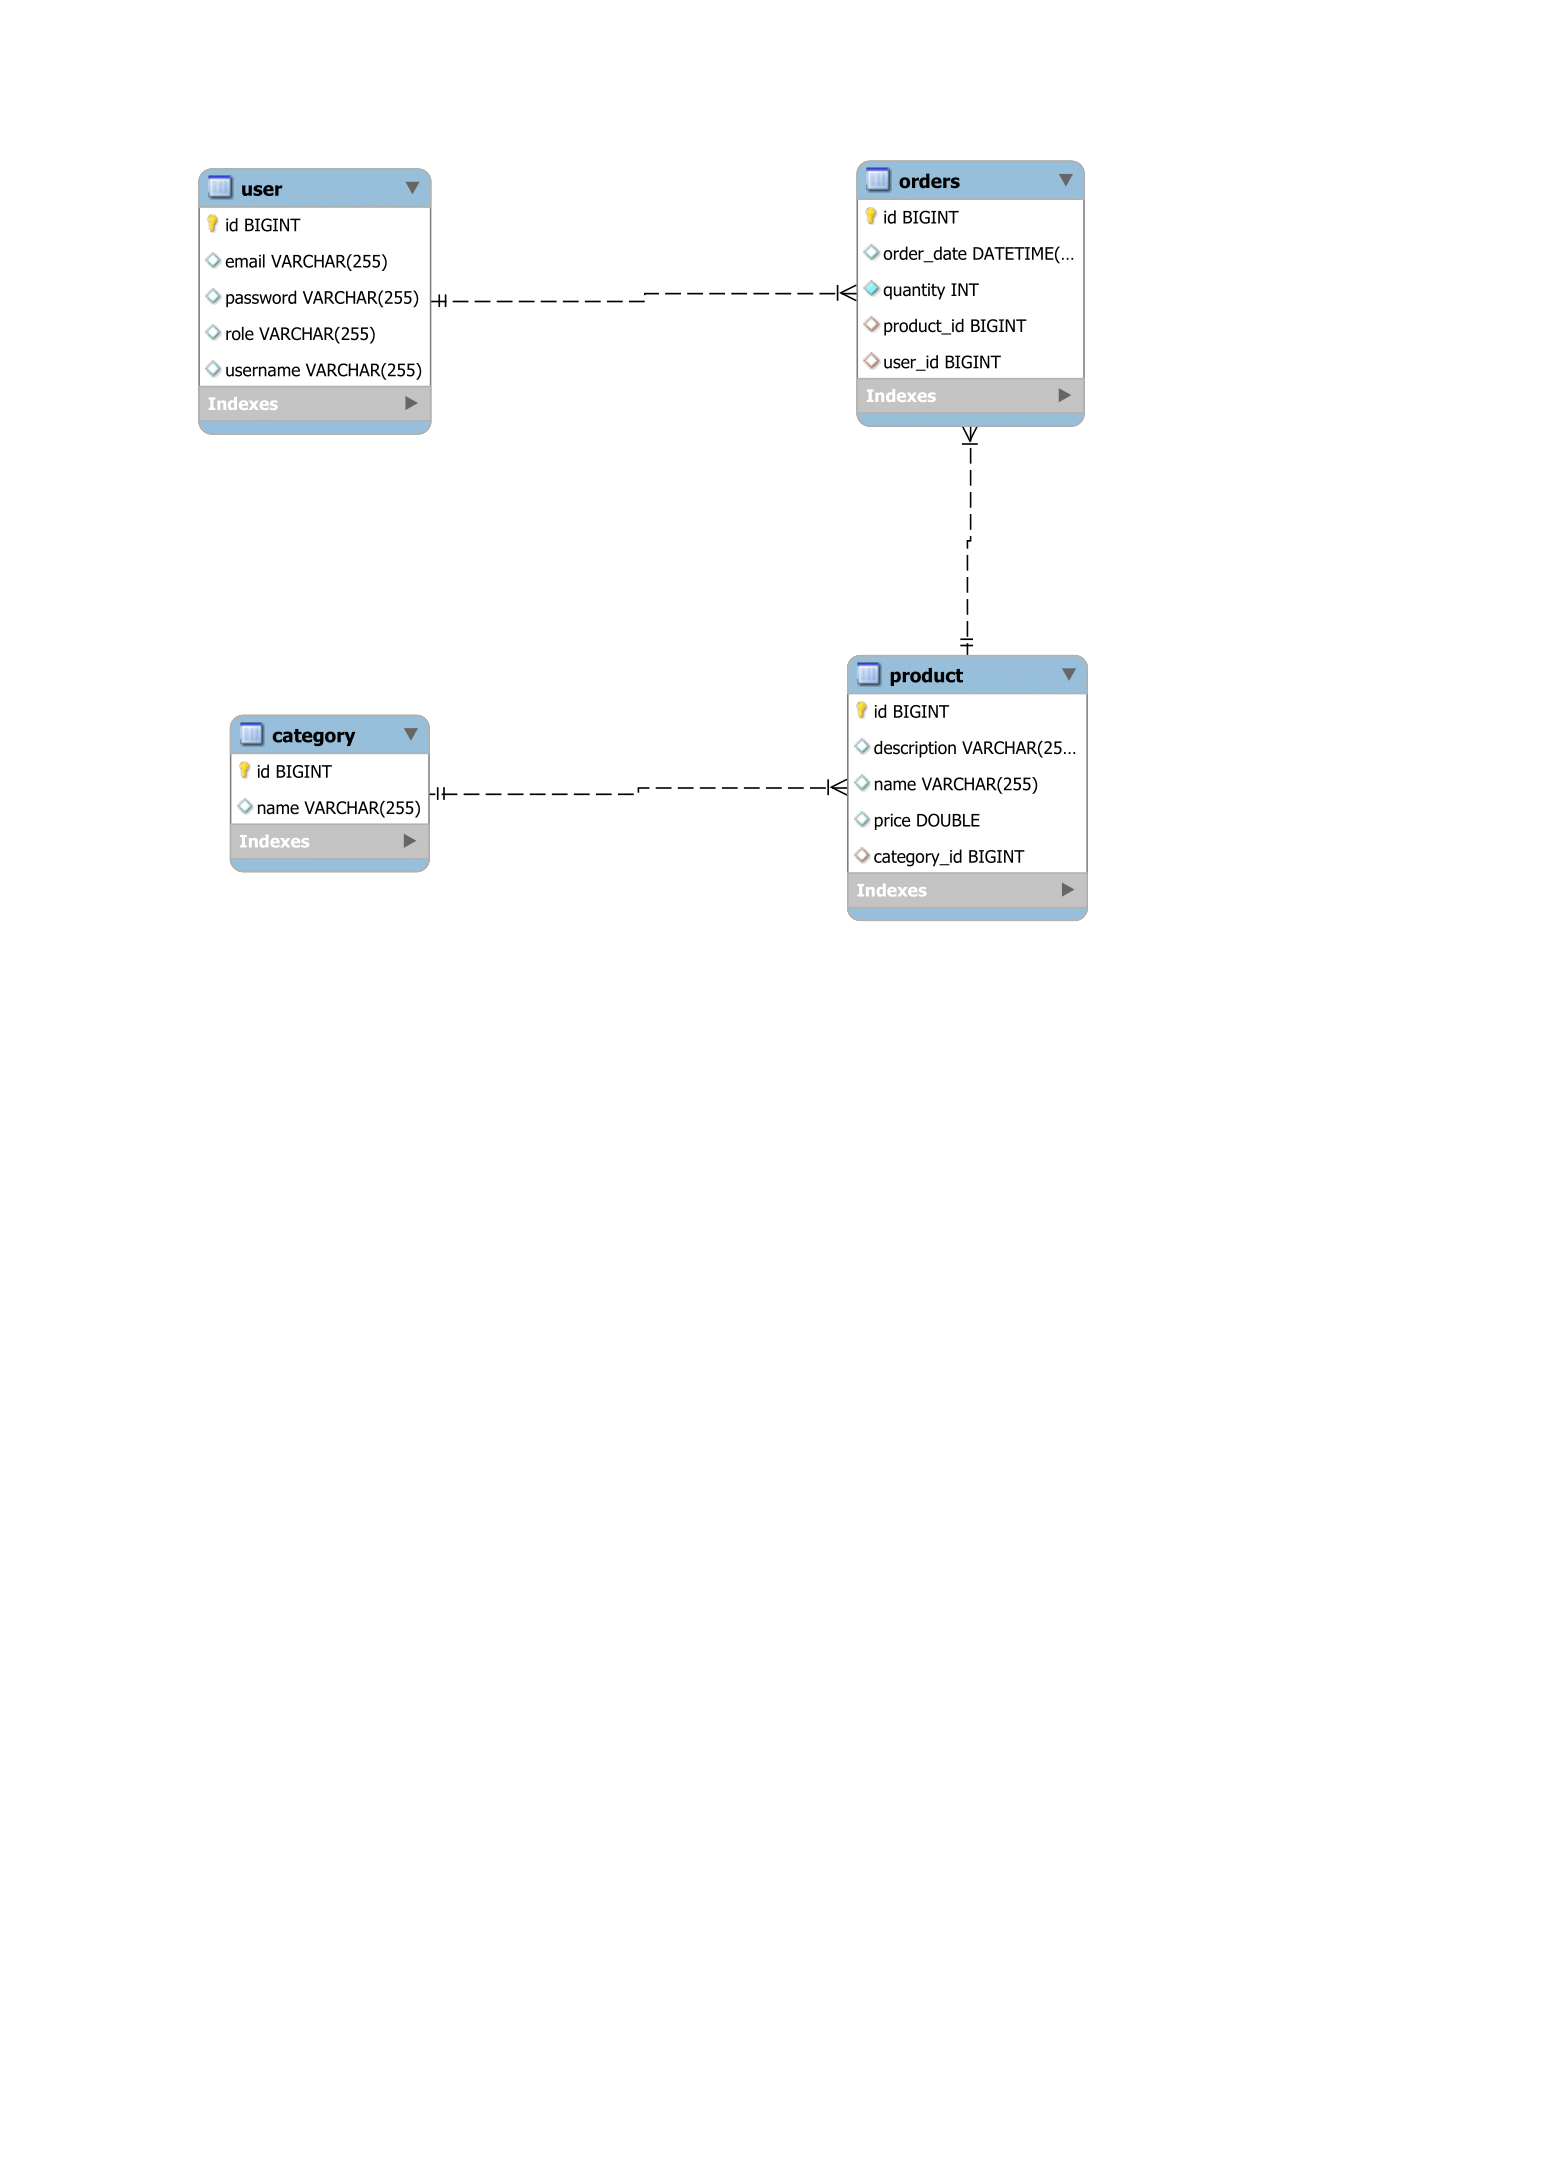 user
id BIGINT
email VARCHAR(255)
password VARCHAR(255)
role VARCHAR(255)
username VARCHAR(255)
Indexes
orders
id BIGINT
order_date DATETIME(...
quantity INT
product_id BIGINT
user_id BIGINT
Indexes
category
id BIGINT
name VARCHAR(255)
Indexes
product
id BIGINT
description VARCHAR(25...
name VARCHAR(255)
price DOUBLE
category_id BIGINT
Indexes